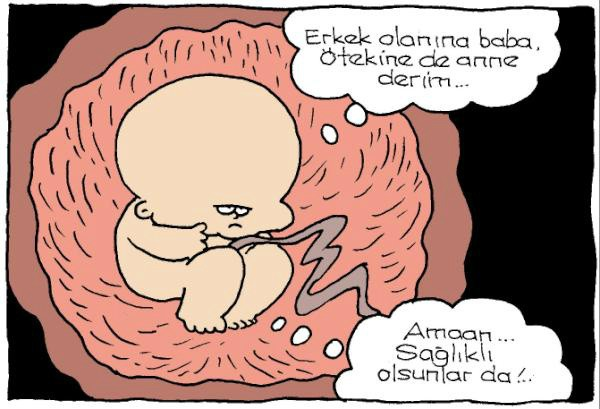 Erkek olanına baba,
ötekine de anne
derim...
Amaan...
Sağlıklı
olsunlar da!..